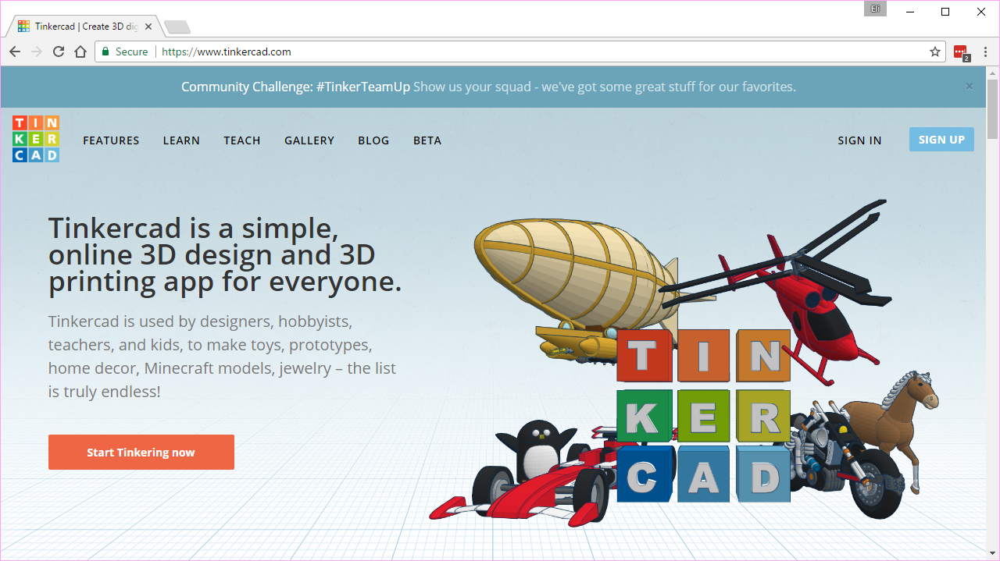 Eli
Tinkercad | Create 3D dig
Secure
https://www.tinkercad.com
2
Community Challenge: #TinkerTeamUp Show us your squad - we've got some great stuff for our favorites.
TIN
KER
CAD
FEATURES LEARN TEACH GALLERY BLOG BETA SIGN IN SIGN UP
Tinkercad is a simple,
online 3D design and 3D
printing app for everyone.
Tinkercad is used by designers, hobbyists,
teachers, and kids, to make toys, prototypes,
home decor, Minecraft models, jewelry – the list
is truly endless!
Start Tinkering now
TIN
KER
CAD